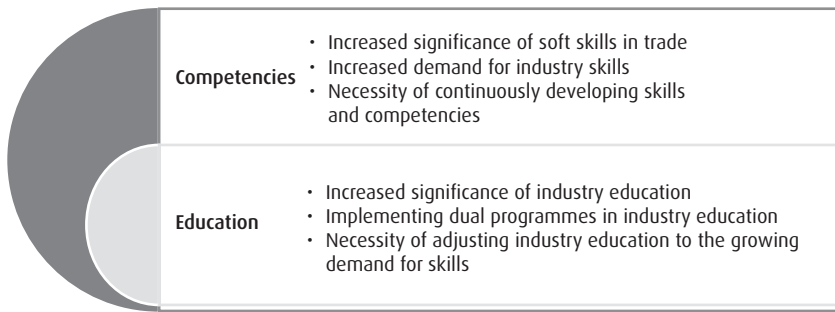 Competencies
• Increased significance of soft skills in trade
• Increased demand for industry skills
• Necessity of continuously developing skills
and competencies
Education
• Increased significance of industry education
• Implementing dual programmes in industry education
• Necessity of adjusting industry education to the growing
demand for skills